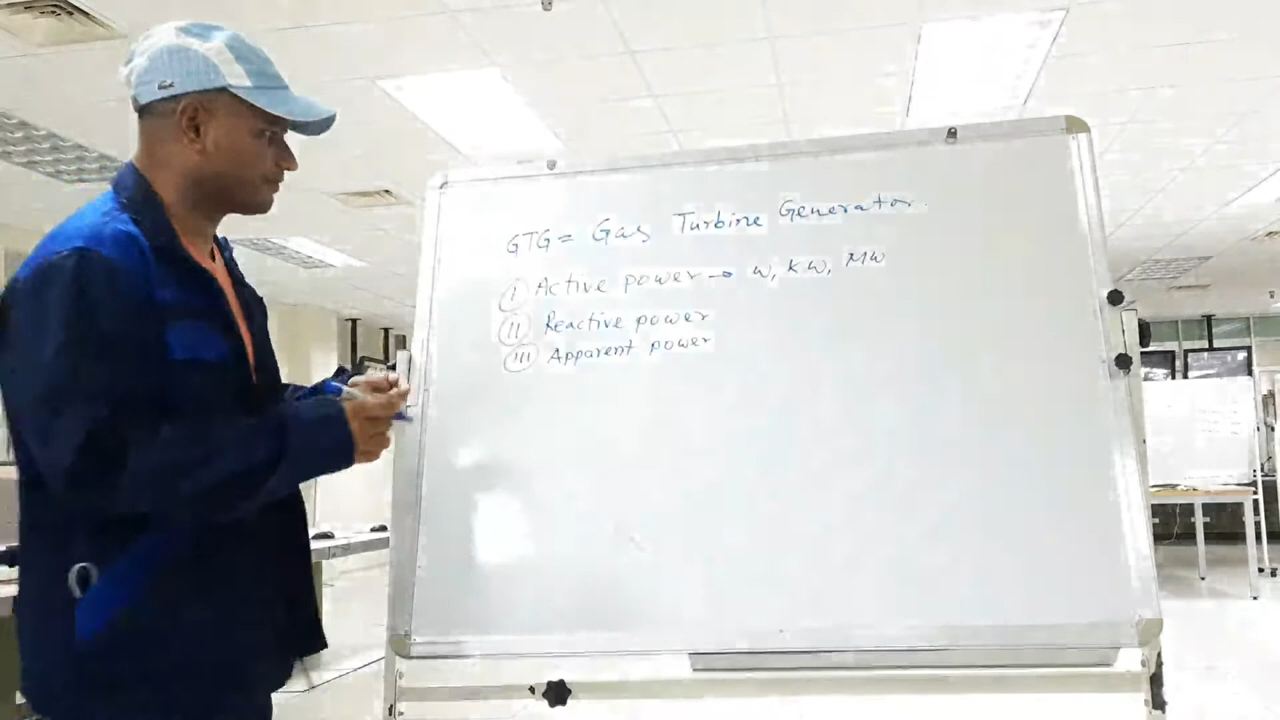 GTG = Gas Turbine Generator.
(i) Active power → W, KW, MW
(ii) Reactive power
(iii) Apparent power